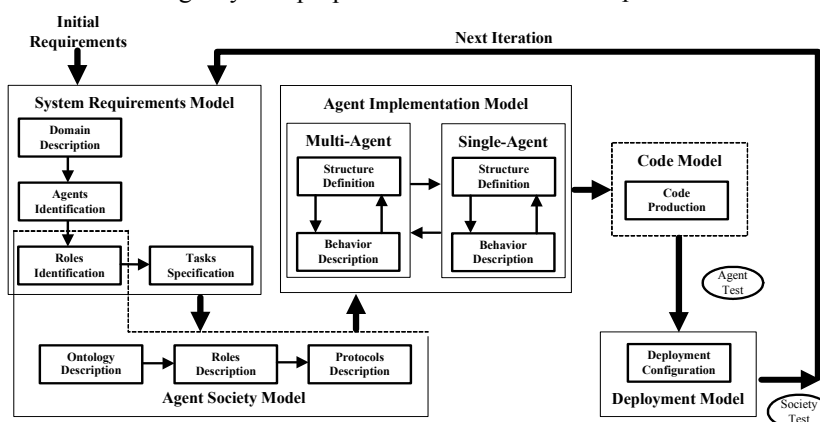 Initial
Requirements
Next Iteration
System Requirements Model
Domain
Description
Agents
Identification
Roles
Identification
Tasks
Specification
Agent Implementation Model
Multi-Agent
Structure
Definition
Behavior
Description
Single-Agent
Structure
Definition
Behavior
Description
Code Model
Code
Production
Agent
Test
Ontology
Description
Roles
Description
Protocols
Description
Agent Society Model
Deployment
Configuration
Deployment Model
Society
Test